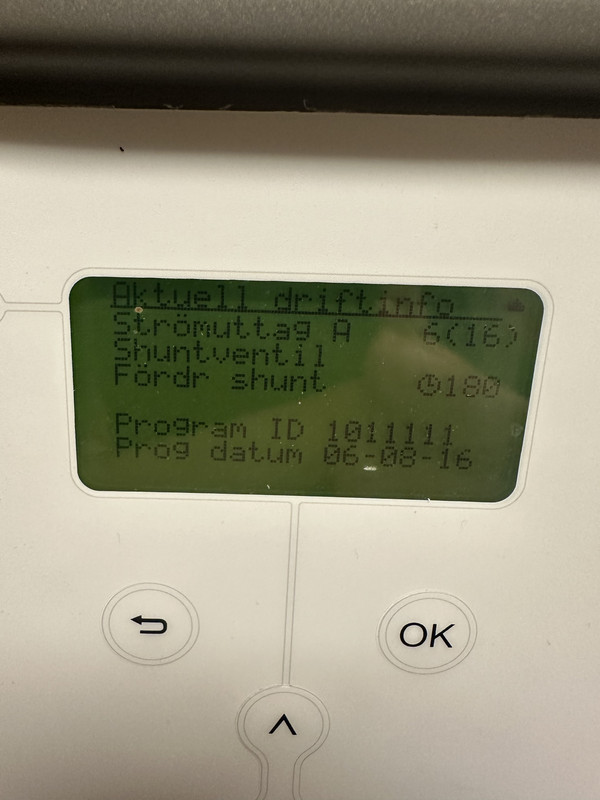 Aktuell driftinfo
Strömuttag A 6(16)
Shuntventil
Fördr shunt 180
Program ID 1011111
Prog datum 06-08-16
OK